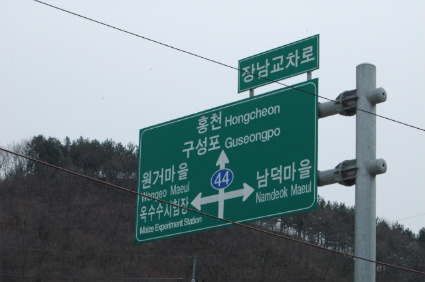 장남교차로
홍천 Hongcheon
구성포 Guseongpo
원거마을
Wongeo Maeul
옥수수시험장
Maize Experiment Station
44
남덕마을
Namdeok Maeul